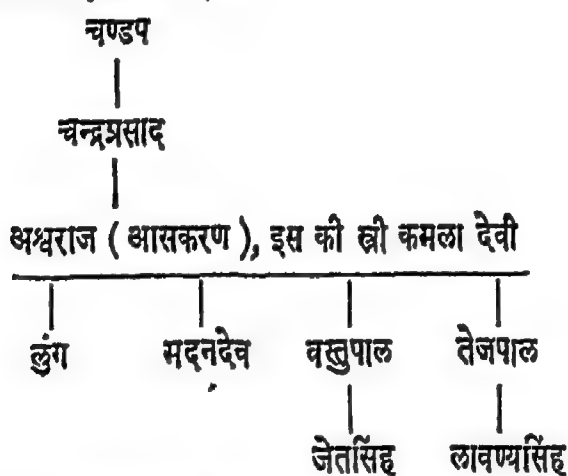 चण्डप
चन्द्रप्रसाद
अश्वराज ( आसकरण ), इस की स्त्री कमला देवी
लुंग मदनदेव वस्तुपाल तेजपाल
जेतसिंह लावण्यसिंह